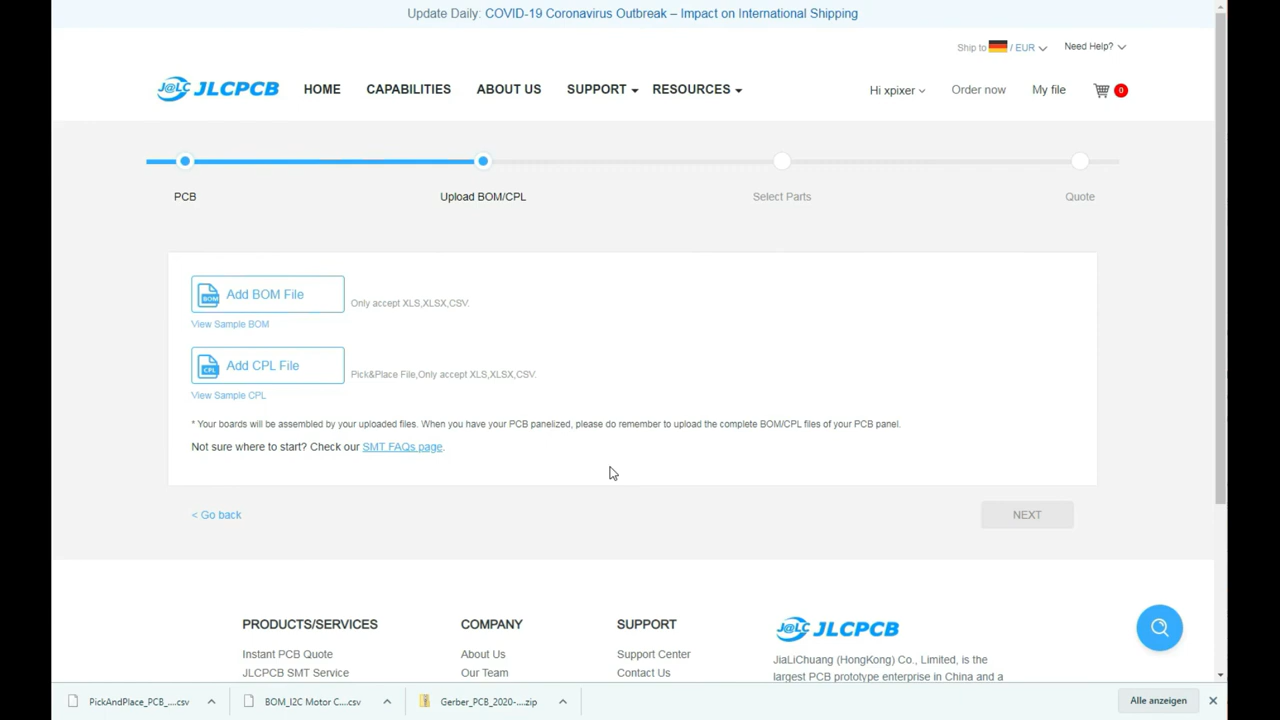 Update Daily: COVID-19 Coronavirus Outbreak – Impact on International Shipping
Ship to / EUR Need Help?
J@LC JLCPCB HOME CAPABILITIES ABOUT US SUPPORT RESOURCES Hi xpixer Order now My file 0
PCB Upload BOM/CPL Select Parts Quote
BOM Add BOM File Only accept XLS,XLSX,CSV.
View Sample BOM
CPL Add CPL File Pick&Place File,Only accept XLS,XLSX,CSV.
View Sample CPL
* Your boards will be assembled by your uploaded files. When you have your PCB panelized, please do remember to upload the complete BOM/CPL files of your PCB panel.
Not sure where to start? Check our SMT FAQs page.
< Go back NEXT
PRODUCTS/SERVICES COMPANY SUPPORT J@LC JLCPCB
Instant PCB Quote About Us Support Center JiaLiChuang (HongKong) Co., Limited, is the
JLCPCB SMT Service Our Team Contact Us largest PCB prototype enterprise in China and a
PickAndPlace_PCB_....csv BOM_I2C Motor C....csv Gerber_PCB_2020-....zip Alle anzeigen